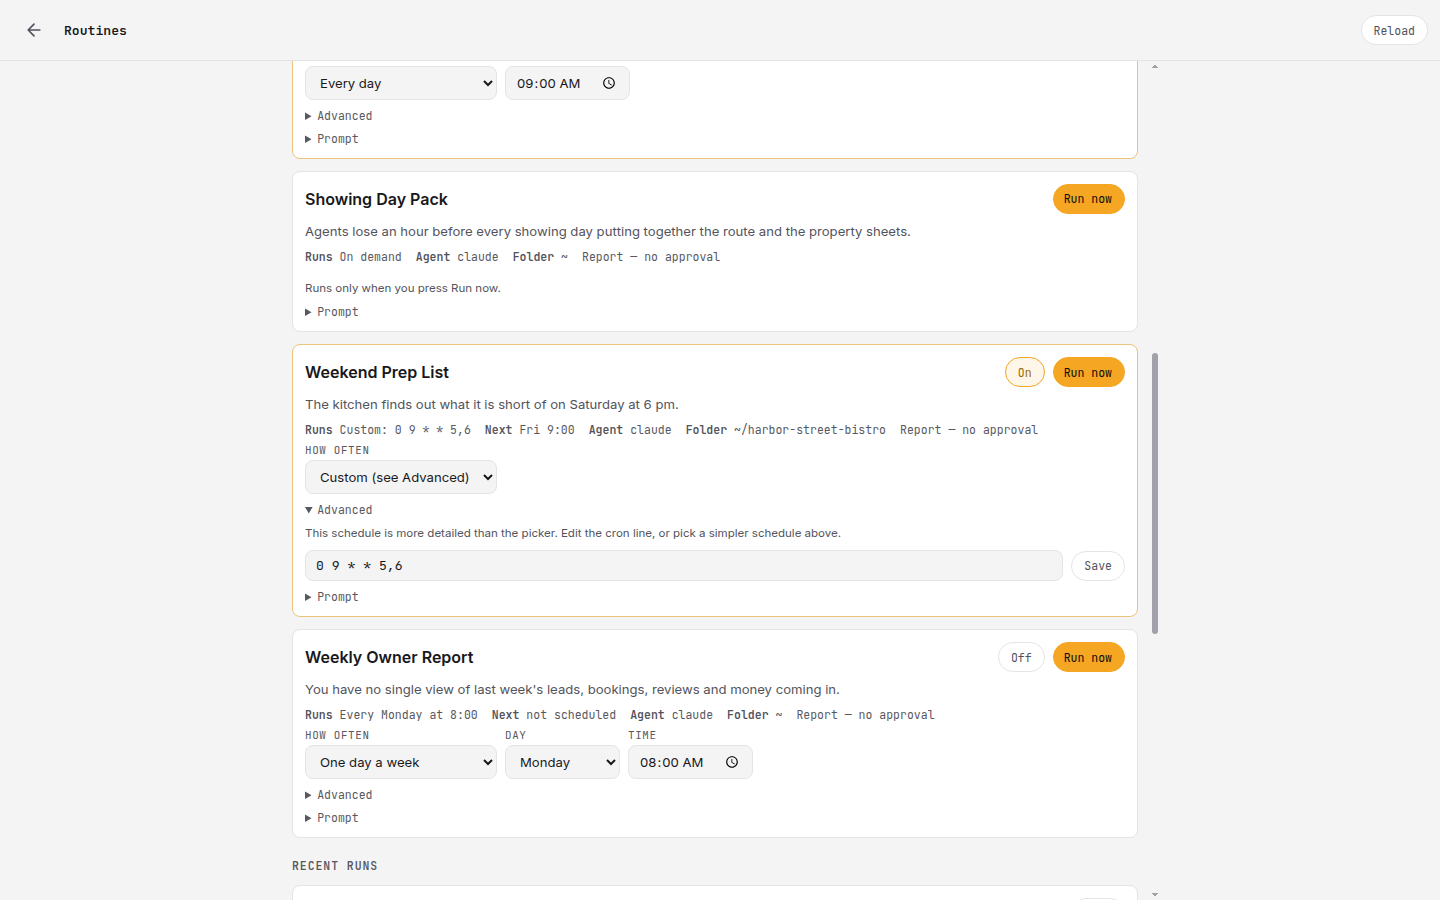 Routines
Reload
Every day
09:00 AM
Advanced
Prompt
Showing Day Pack
Run now
Agents lose an hour before every showing day putting together the route and the property sheets.
Runs On demand Agent claude Folder ~ Report — no approval
Runs only when you press Run now.
Prompt
Weekend Prep List
On
Run now
The kitchen finds out what it is short of on Saturday at 6 pm.
Runs Custom: 0 9 * * 5,6 Next Fri 9:00 Agent claude Folder ~/harbor-street-bistro Report — no approval
HOW OFTEN
Custom (see Advanced)
Advanced
This schedule is more detailed than the picker. Edit the cron line, or pick a simpler schedule above.
0 9 * * 5,6
Save
Prompt
Weekly Owner Report
Off
Run now
You have no single view of last week's leads, bookings, reviews and money coming in.
Runs Every Monday at 8:00 Next not scheduled Agent claude Folder ~ Report — no approval
HOW OFTEN DAY TIME
One day a week
Monday
08:00 AM
Advanced
Prompt
RECENT RUNS